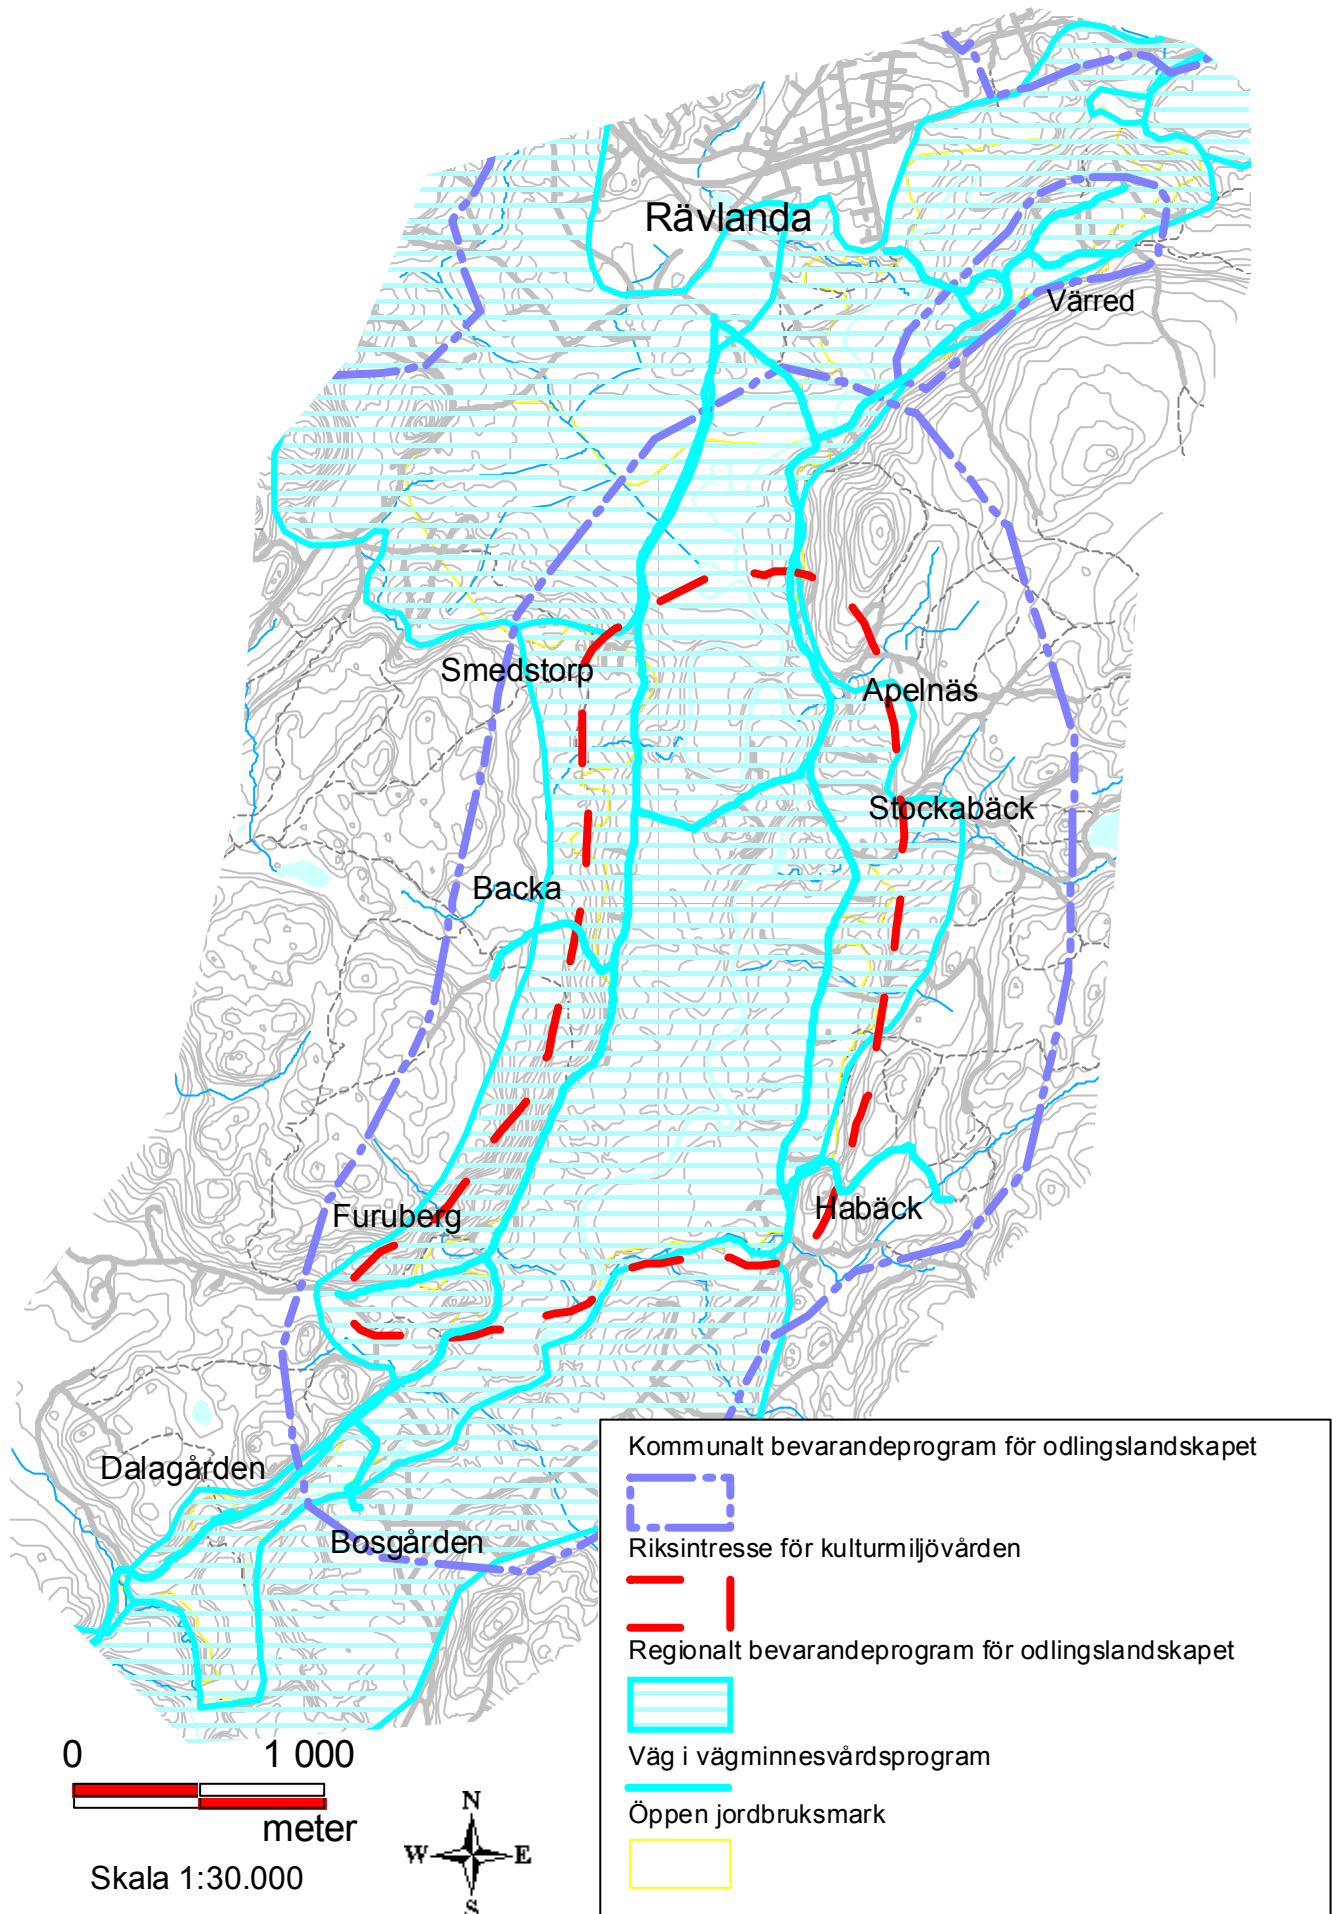 Rävlanda
Värred
Smedstorp
Apelnäs
Stockabäck
Backa
Furuberg
Habäck
Dalagården
Bosgården
Kommunalt bevarandeprogram för odlingslandskapet
Riksintresse för kulturmiljövården
Regionalt bevarandeprogram för odlingslandskapet
Väg i vägminnesvårdsprogram
Öppen jordbruksmark
0 1 000
meter
Skala 1:30.000
N
W E
S